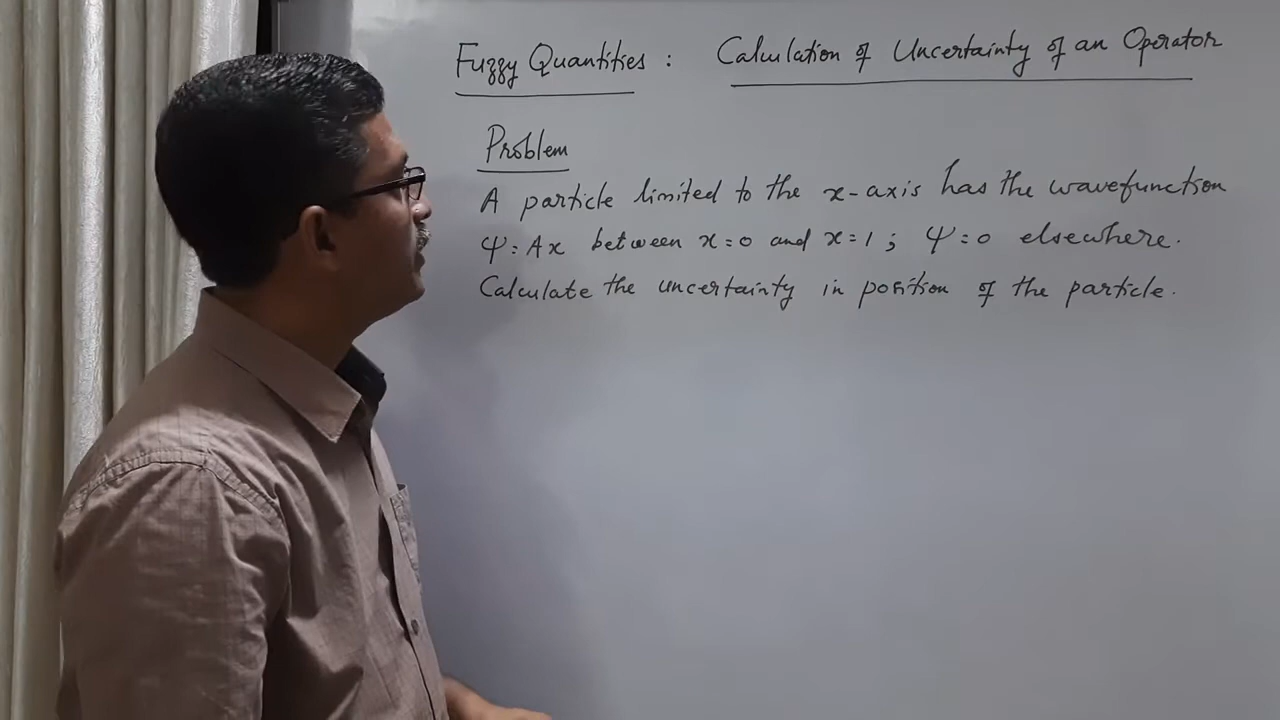 Fuzzy Quantities : Calculation of Uncertainty of an Operator
Problem
A particle limited to the x-axis has the wavefunction
Ψ = Ax between x=0 and x=1 ; Ψ=0 elsewhere.
Calculate the uncertainty in position of the particle.